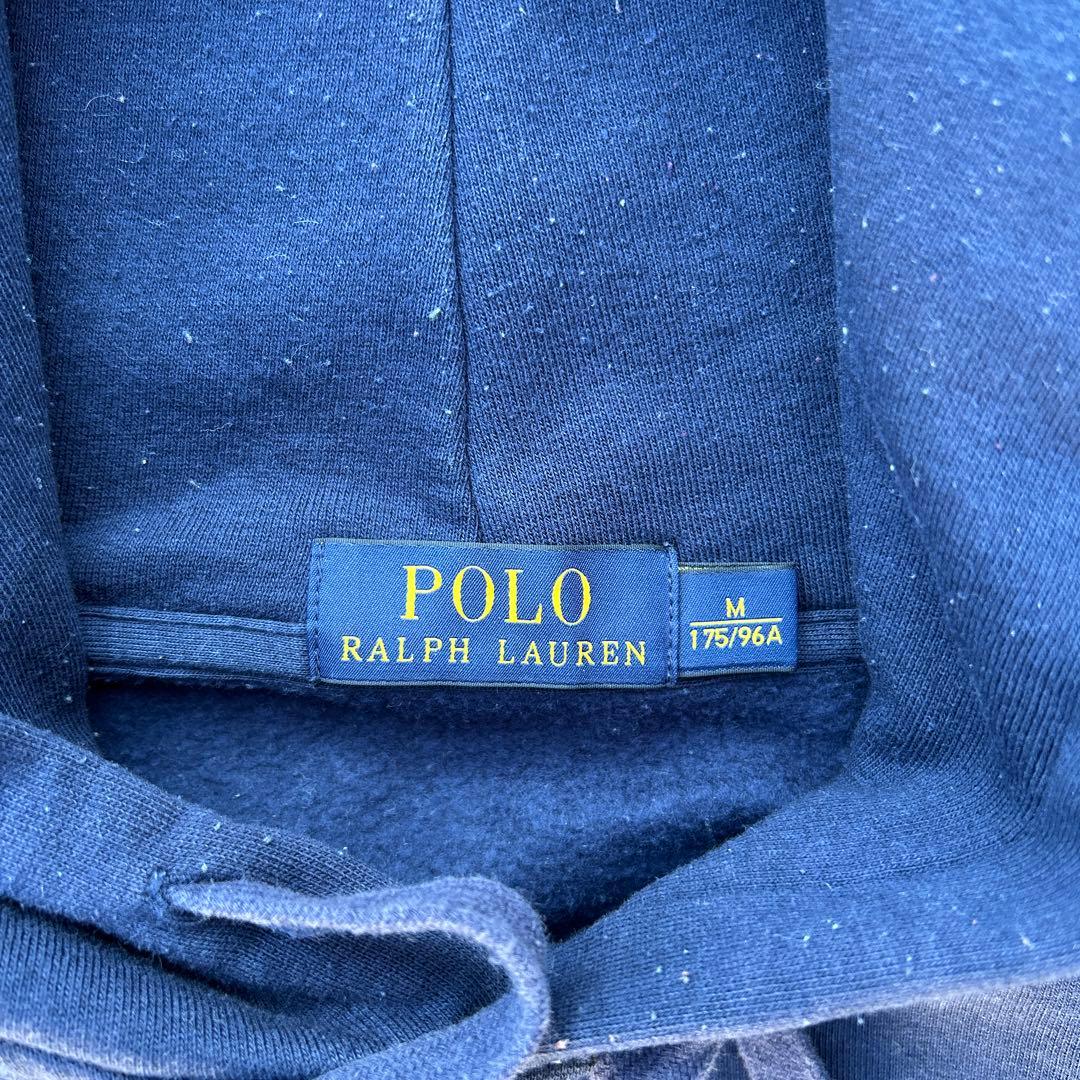 POLO
RALPH LAUREN
M
175/96A